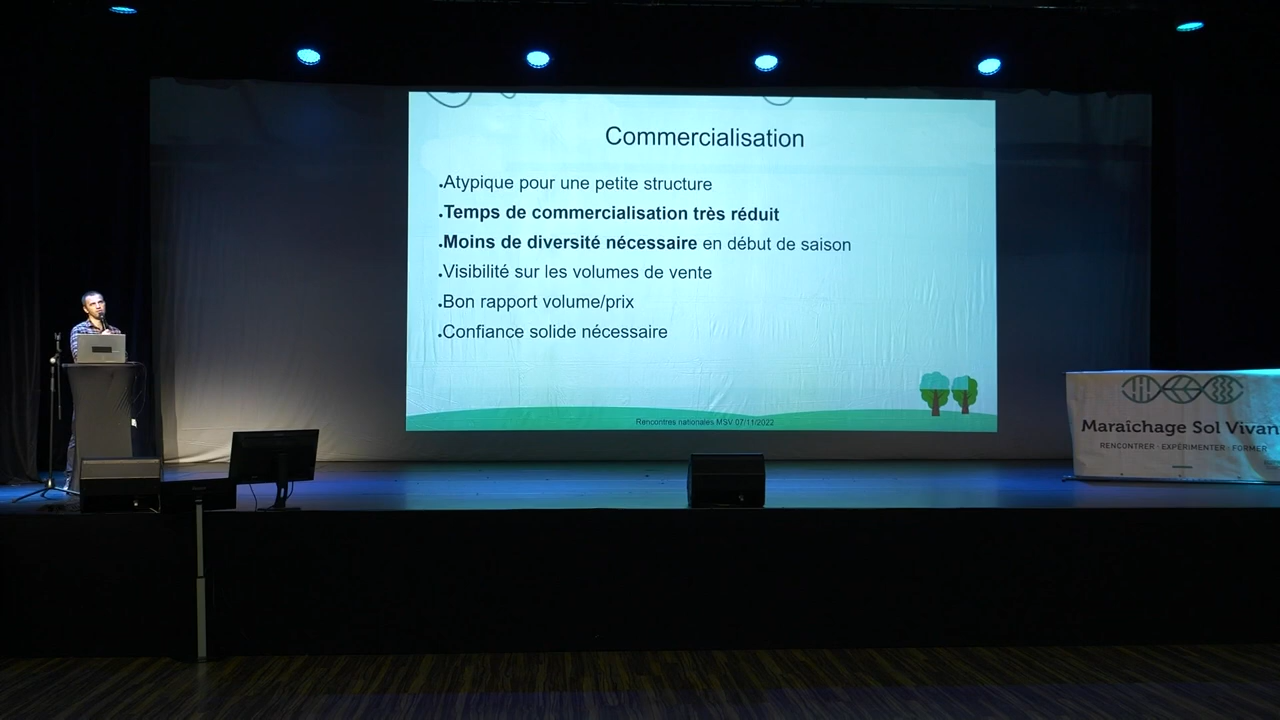 Commercialisation
.Atypique pour une petite structure
.Temps de commercialisation très réduit
.Moins de diversité nécessaire en début de saison
.Visibilité sur les volumes de vente
.Bon rapport volume/prix
.Confiance solide nécessaire
Rencontres nationales MSV 07/11/2022
Maraîchage Sol Vivan
RENCONTRER · EXPÉRIMENTER · FORMER